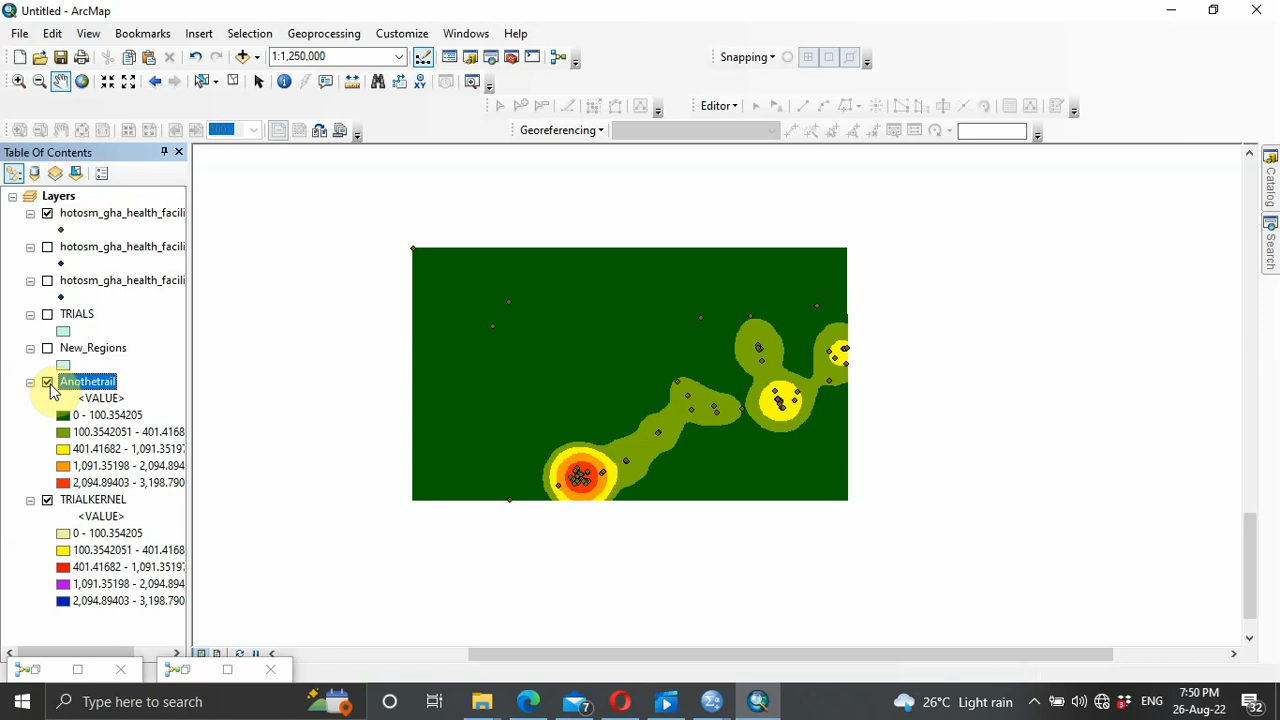 Untitled - ArcMap
File Edit View Bookmarks Insert Selection Geoprocessing Customize Windows Help
1:1,250,000
Snapping
Editor
100%
Georeferencing
Table Of Contents
Layers
hotosm_gha_health_facili
hotosm_gha_health_facili
hotosm_gha_health_facili
TRIALS
New_Regions
Anothetrail
<VALUE>
0 - 100.354205
100.3542051 - 401.4168
401.41682 - 1,091.35197
1,091.35198 - 2,094.894
2,094.89403 - 3,198.790
TRIALKERNEL
<VALUE>
0 - 100.354205
100.3542051 - 401.4168
401.41682 - 1,091.35197
1,091.35198 - 2,094.894
2,094.89403 - 3,198.790
Catalog
Search
Type here to search
7
26°C Light rain
ENG
7:50 PM
26-Aug-22
32